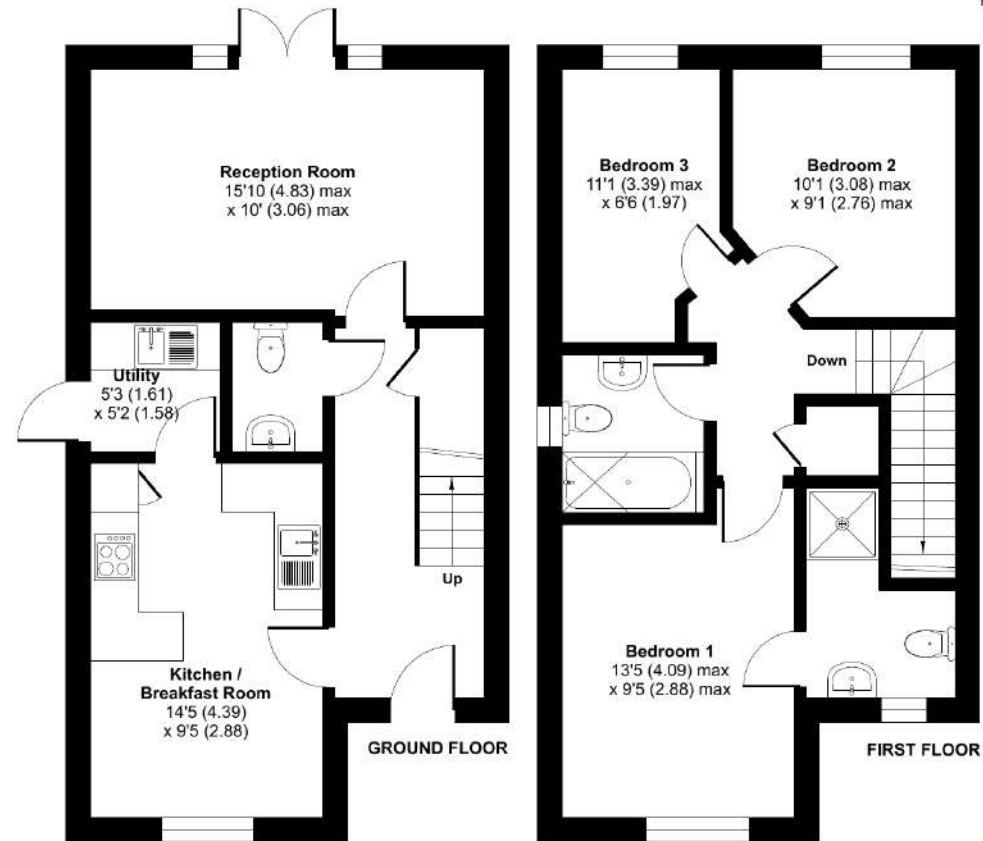 Reception Room
15'10 (4.83) max
x 10' (3.06) max
Utility
5'3 (1.61)
x 5'2 (1.58)
Up
Kitchen /
Breakfast Room
14'5 (4.39)
x 9'5 (2.88)
GROUND FLOOR
Bedroom 3
11'1 (3.39) max
x 6'6 (1.97)
Bedroom 2
10'1 (3.08) max
x 9'1 (2.76) max
Down
Bedroom 1
13'5 (4.09) max
x 9'5 (2.88) max
FIRST FLOOR